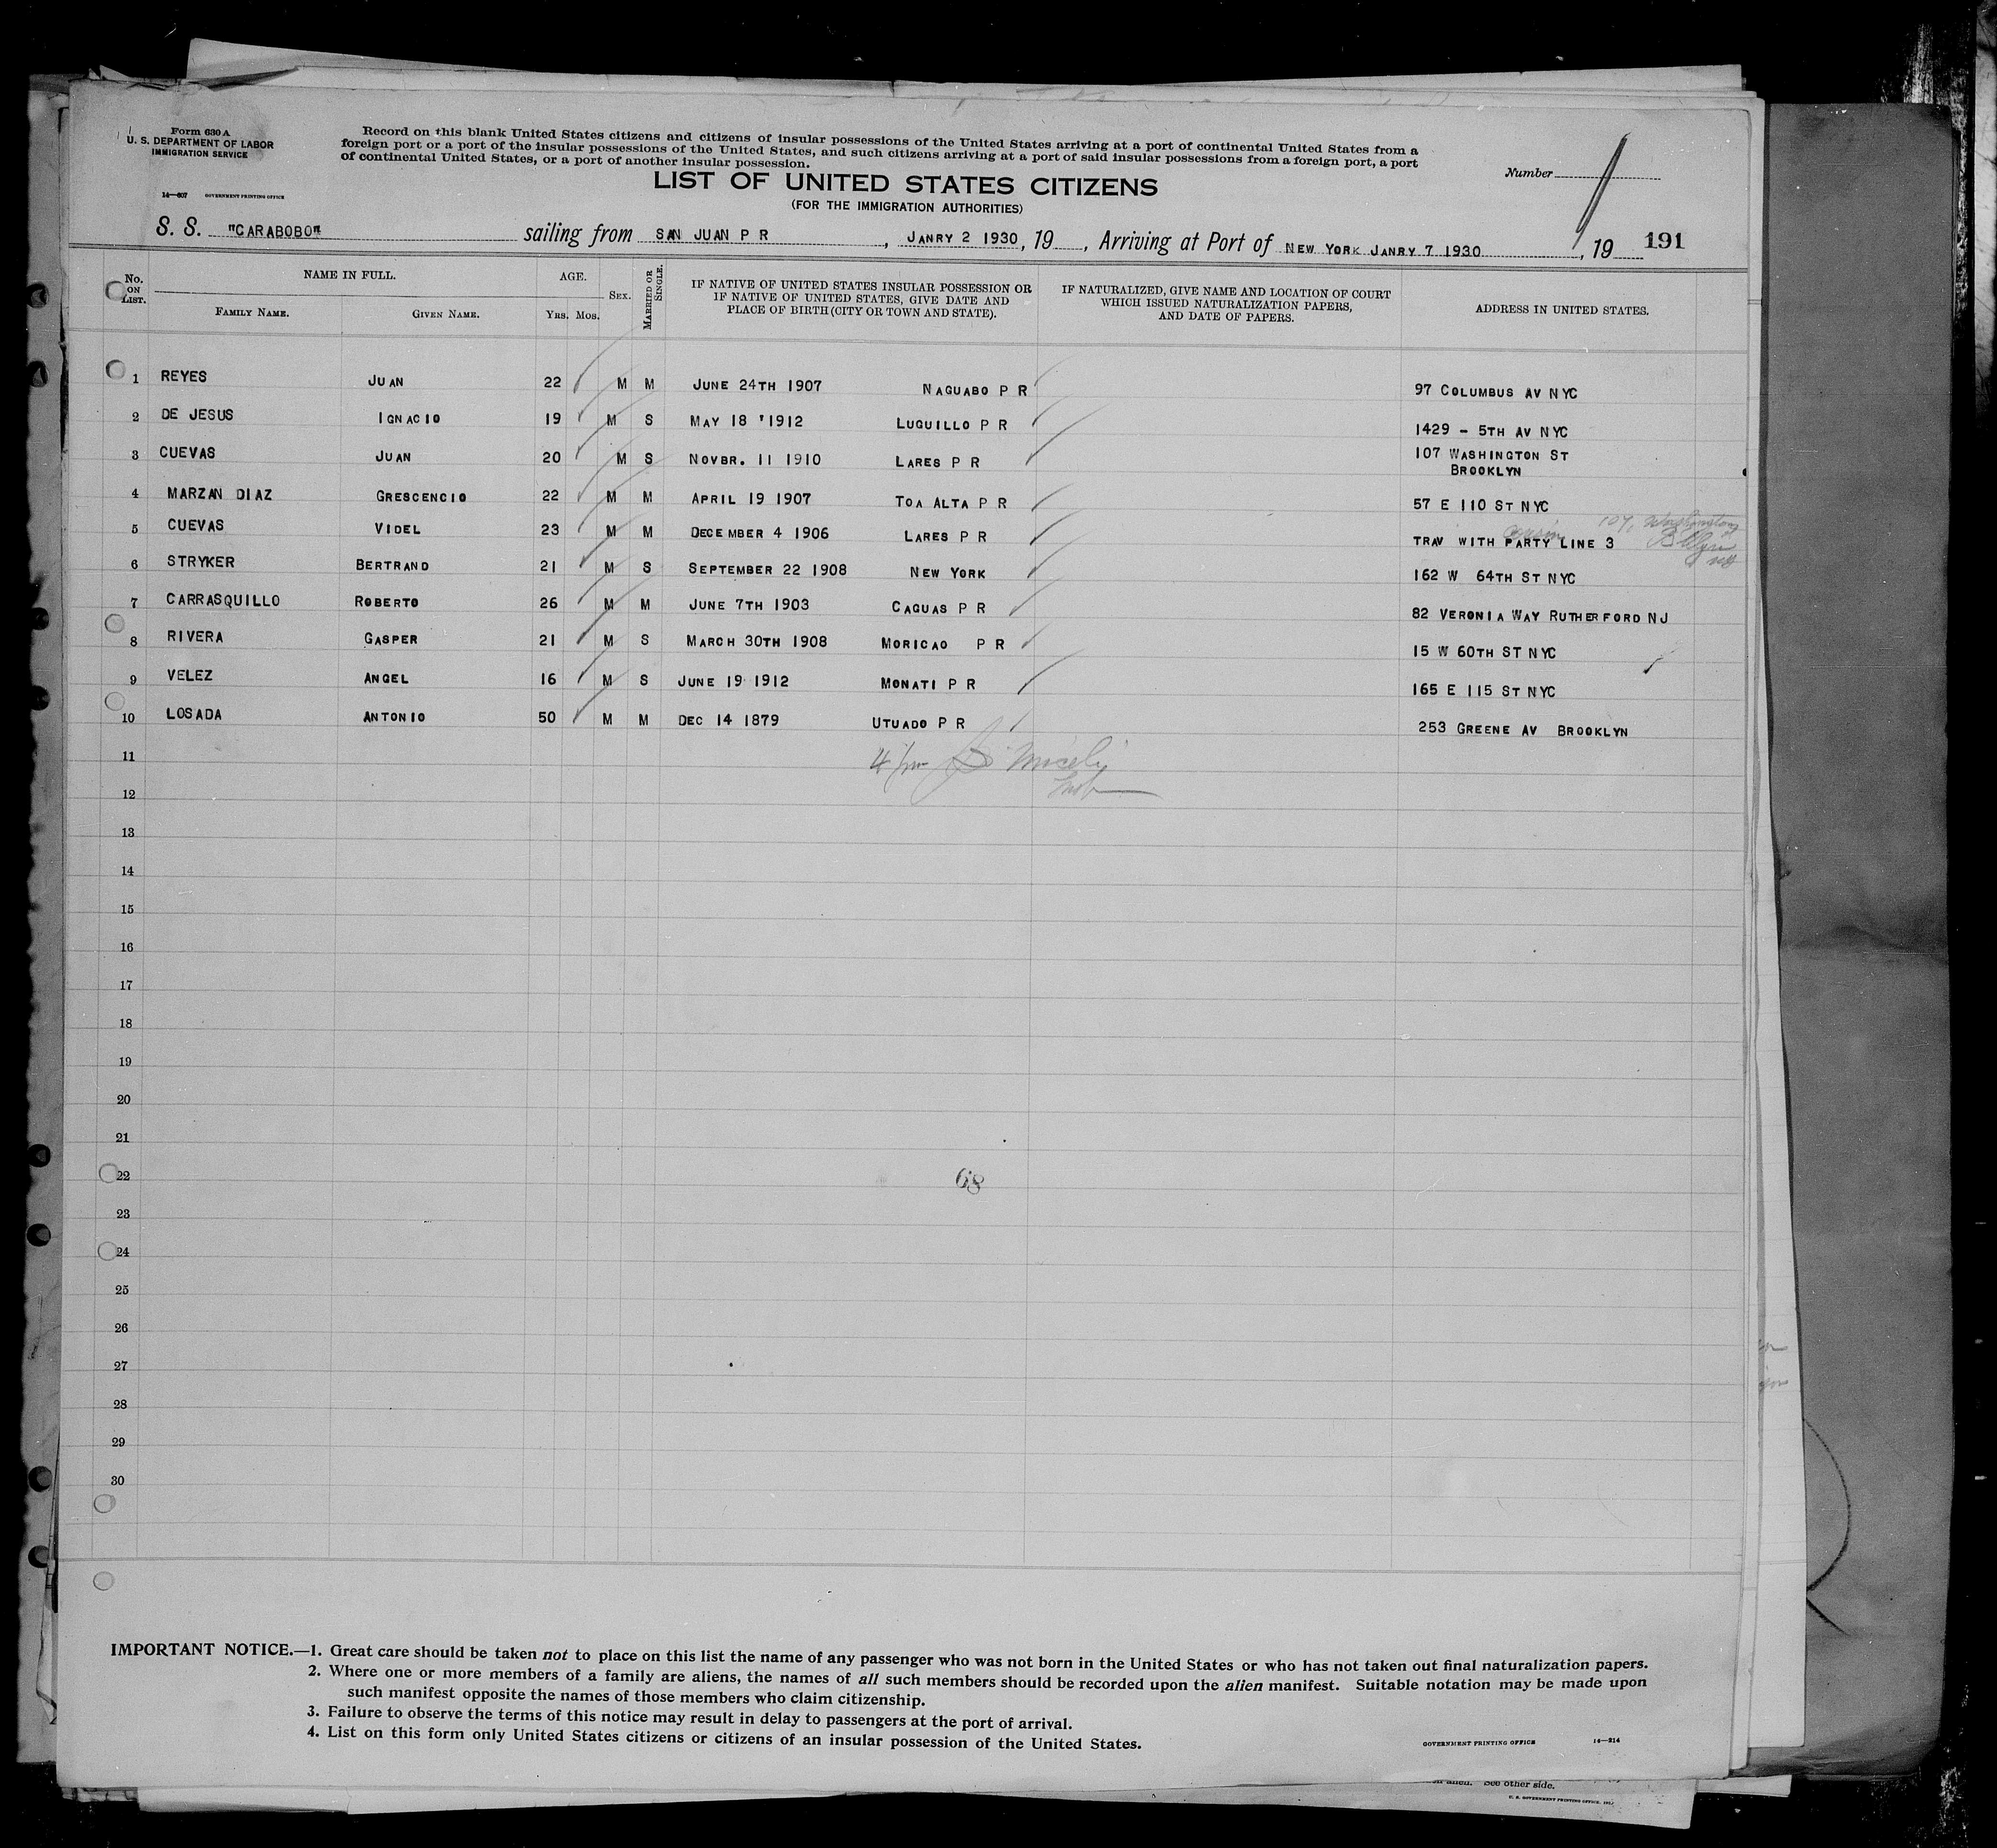 Form 630 A
U. S. DEPARTMENT OF LABOR
IMMIGRATION SERVICE
14—607 GOVERNMENT PRINTING OFFICE
Record on this blank United States citizens and citizens of insular possessions of the United States arriving at a port of continental United States from a
foreign port or a port of the insular possessions of the United States, and such citizens arriving at a port of said insular possessions from a foreign port, a port
of continental United States, or a port of another insular possession.
Number
LIST OF UNITED STATES CITIZENS
(FOR THE IMMIGRATION AUTHORITIES)
S. S. "CARABOBO" sailing from SAN JUAN P R , JANRY 2 1930, 19 , Arriving at Port of NEW YORK JANRY 7 1930 , 19 191
No. ON LIST. NAME IN FULL. AGE. SEX. MARRIED OR SINGLE. IF NATIVE OF UNITED STATES INSULAR POSSESSION OR IF NATIVE OF UNITED STATES, GIVE DATE AND PLACE OF BIRTH (CITY OR TOWN AND STATE). IF NATURALIZED, GIVE NAME AND LOCATION OF COURT WHICH ISSUED NATURALIZATION PAPERS, AND DATE OF PAPERS. ADDRESS IN UNITED STATES.
FAMILY NAME. GIVEN NAME. YRS. MOS.
1 REYES JUAN 22 M M JUNE 24TH 1907 NAGUABO P R 97 COLUMBUS AV NYC
2 DE JESUS IGNACIO 19 M S MAY 18 '1912 LUQUILLO P R 1429 - 5TH AV NYC
3 CUEVAS JUAN 20 M S NOVBR. 11 1910 LARES P R 107 WASHINGTON ST
BROOKLYN
4 MARZAN DIAZ GRESCENCIO 22 M M APRIL 19 1907 TOA ALTA P R 57 E 110 ST NYC
107, Washington
cousin Bklyn
5 CUEVAS VIDEL 23 M M DECEMBER 4 1906 LARES P R TRAV WITH PARTY LINE 3
6 STRYKER BERTRAND 21 M S SEPTEMBER 22 1908 NEW YORK 162 W 64TH ST NYC
7 CARRASQUILLO ROBERTO 26 M M JUNE 7TH 1903 CAGUAS P R 82 VERONIA WAY RUTHERFORD NJ
8 RIVERA GASPER 21 M S MARCH 30TH 1908 MORICAO P R 15 W 60TH ST NYC
9 VELEZ ANGEL 16 M S JUNE 19 1912 MONATI P R 165 E 115 ST NYC
10 LOSADA ANTONIO 50 M M DEC 14 1879 UTUADO P R 253 GREENE AV BROOKLYN
11
12
13
14
15
16
17
18
19
20
21
22 68
23
24
25
26
27
28
29
30
IMPORTANT NOTICE.—1. Great care should be taken not to place on this list the name of any passenger who was not born in the United States or who has not taken out final naturalization papers.
2. Where one or more members of a family are aliens, the names of all such members should be recorded upon the alien manifest. Suitable notation may be made upon
such manifest opposite the names of those members who claim citizenship.
3. Failure to observe the terms of this notice may result in delay to passengers at the port of arrival.
4. List on this form only United States citizens or citizens of an insular possession of the United States.
GOVERNMENT PRINTING OFFICE 14—214
See other side.
U. S. GOVERNMENT PRINTING OFFICE